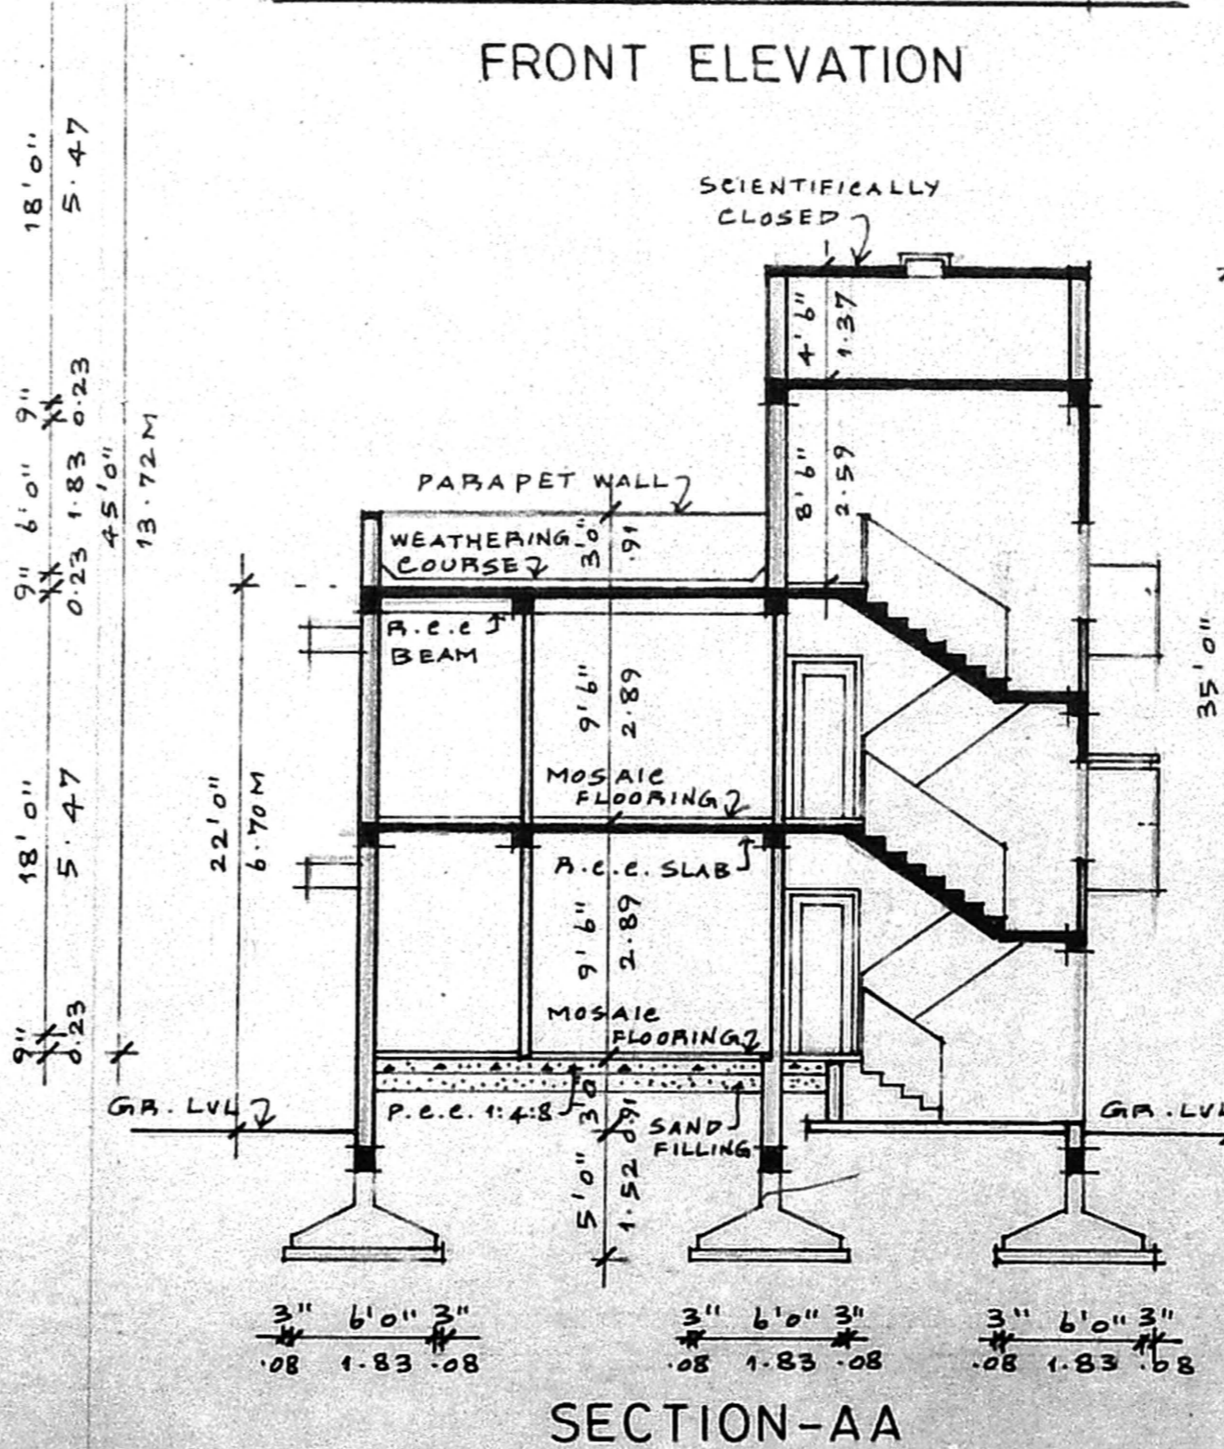 FRONT ELEVATION
18'0"
5.47
9"
0.23
6'0"
1.83
9"
0.23
45'0"
13.72M
18'0"
5.47
9"
0.23
22'0"
6.70M
SCIENTIFICALLY
CLOSED
4'6"
1.37
8'6"
2.59
PARAPET WALL
WEATHERING
COURSE
3'0"
.91
R.C.C
BEAM
9'6"
2.89
MOSAIC
FLOORING
R.C.C. SLAB
9'6"
2.89
MOSAIC
FLOORING
35'0"
GR. LVL
P.C.C. 1:4:8
3'0
0.91
SAND
FILLING
GR. LVL
5'0"
1.52
3" 6'0" 3"
.08 1.83 .08
3" 6'0" 3"
.08 1.83 .08
3" 6'0" 3"
.08 1.83 .08
SECTION-AA